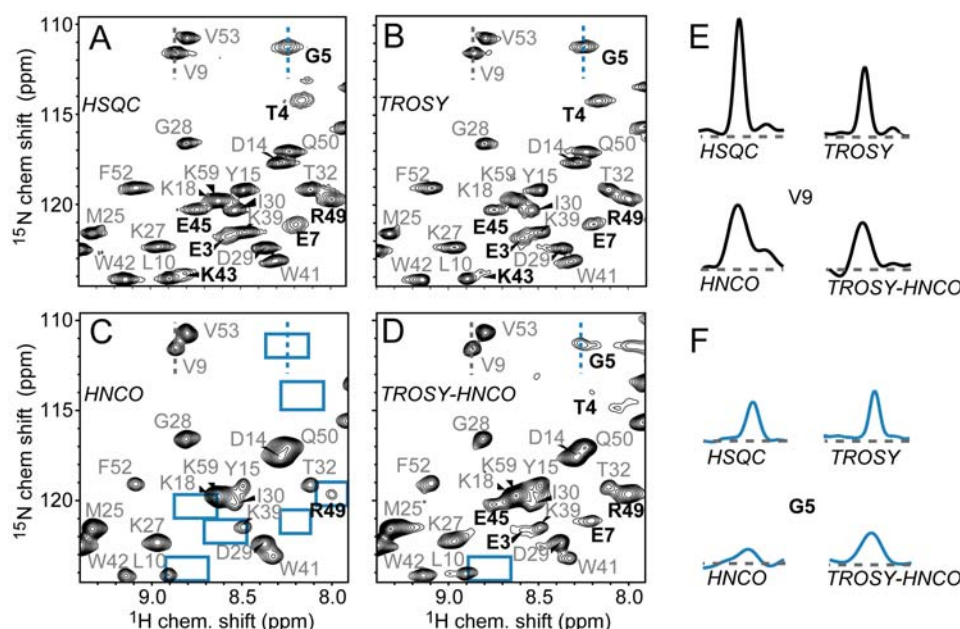 A
HSQC
V53
V9
G5
T4
G28
D14
Q50
F52
K59
Y15
T32
K18
I30
M25
E45
K39
R49
K27
E3
E7
D29
W42
L10
K43
W41
110
115
120
15N chem shift (ppm)
B
TROSY
V53
V9
G5
T4
G28
D14
Q50
F52
K59
Y15
T32
K18
I30
M25
E45
K39
R49
K27
E3
E7
D29
W42
L10
K43
W41
C
HNCO
V53
V9
G28
D14
Q50
F52
K59
Y15
T32
K18
I30
M25
K39
R49
K27
D29
W42
L10
W41
110
115
120
15N chem shift (ppm)
9.0
8.5
8.0
1H chem. shift (ppm)
D
TROSY-HNCO
V53
V9
G5
T4
G28
D14
Q50
F52
K59
Y15
T32
K18
I30
M25
E45
K39
R49
K27
E3
E7
D29
W42
L10
W41
9.0
8.5
8.0
1H chem. shift (ppm)
E
HSQC
TROSY
V9
HNCO
TROSY-HNCO
F
HSQC
TROSY
G5
HNCO
TROSY-HNCO